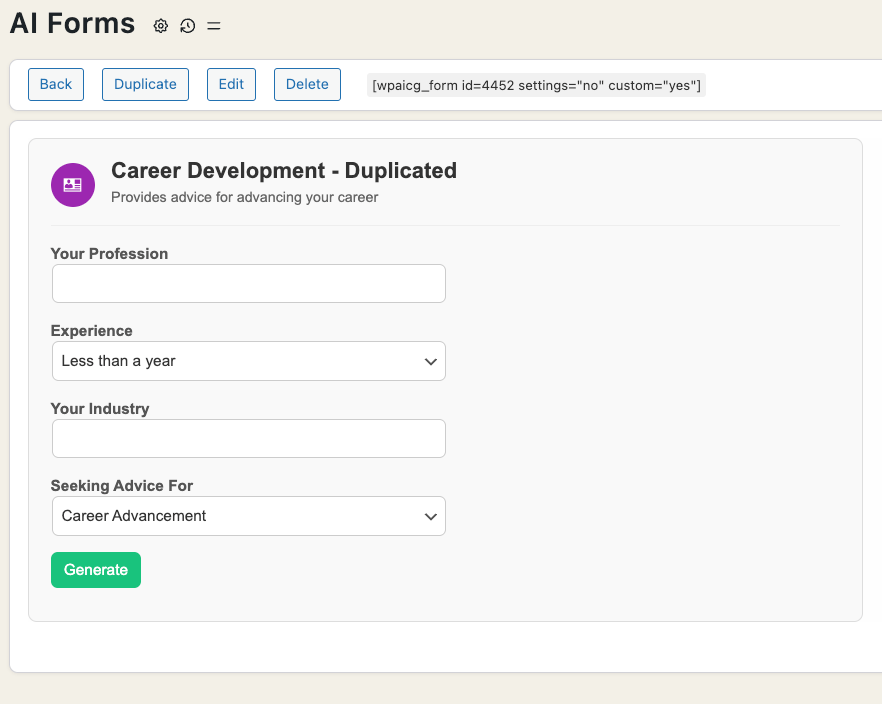 AI Forms
Back Duplicate Edit Delete [wpaicg_form id=4452 settings="no" custom="yes"]
Career Development - Duplicated
Provides advice for advancing your career
Your Profession
Experience
Less than a year
Your Industry
Seeking Advice For
Career Advancement
Generate